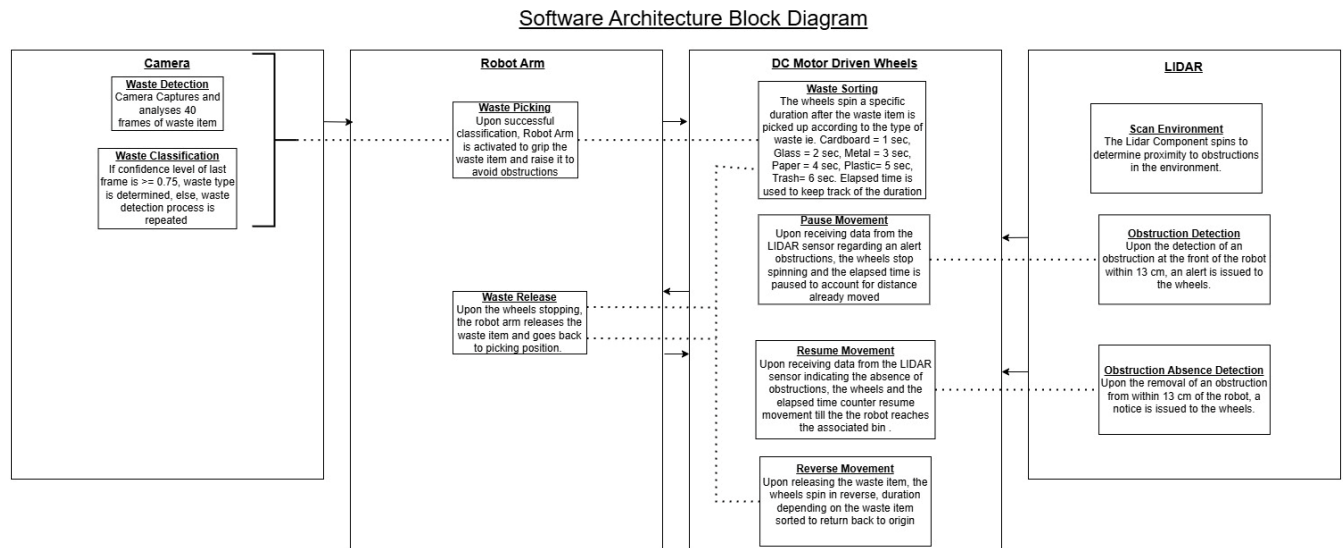 Software Architecture Block Diagram
Camera
Waste Detection
Camera Captures and
analyses 40
frames of waste item
Waste Classification
If confidence level of last
frame is >= 0.75, waste type
is determined, else, waste
detection process is
repeated
Robot Arm
Waste Picking
Upon successful
classification, Robot Arm
is activated to grip the
waste item and raise it to
avoid obstructions
Waste Release
Upon the wheels stopping,
the robot arm releases the
waste item and goes back
to picking position.
DC Motor Driven Wheels
Waste Sorting
The wheels spin a specific
duration after the waste item is
picked up according to the type of
waste ie. Cardboard = 1 sec,
Glass = 2 sec, Metal = 3 sec,
Paper = 4 sec, Plastic= 5 sec,
Trash= 6 sec. Elapsed time is
used to keep track of the duration
Pause Movement
Upon receiving data from the
LIDAR sensor regarding an alert
obstructions, the wheels stop
spinning and the elapsed time is
paused to account for distance
already moved
Resume Movement
Upon receiving data from the LIDAR
sensor indicating the absence of
obstructions, the wheels and the
elapsed time counter resume
movement till the the robot reaches
the associated bin .
Reverse Movement
Upon releasing the waste item, the
wheels spin in reverse, duration
depending on the waste item
sorted to return back to origin
LIDAR
Scan Environment
The Lidar Component spins to
determine proximity to obstructions
in the environment.
Obstruction Detection
Upon the detection of an
obstruction at the front of the robot
within 13 cm, an alert is issued to
the wheels.
Obstruction Absence Detection
Upon the removal of an obstruction
from within 13 cm of the robot, a
notice is issued to the wheels.